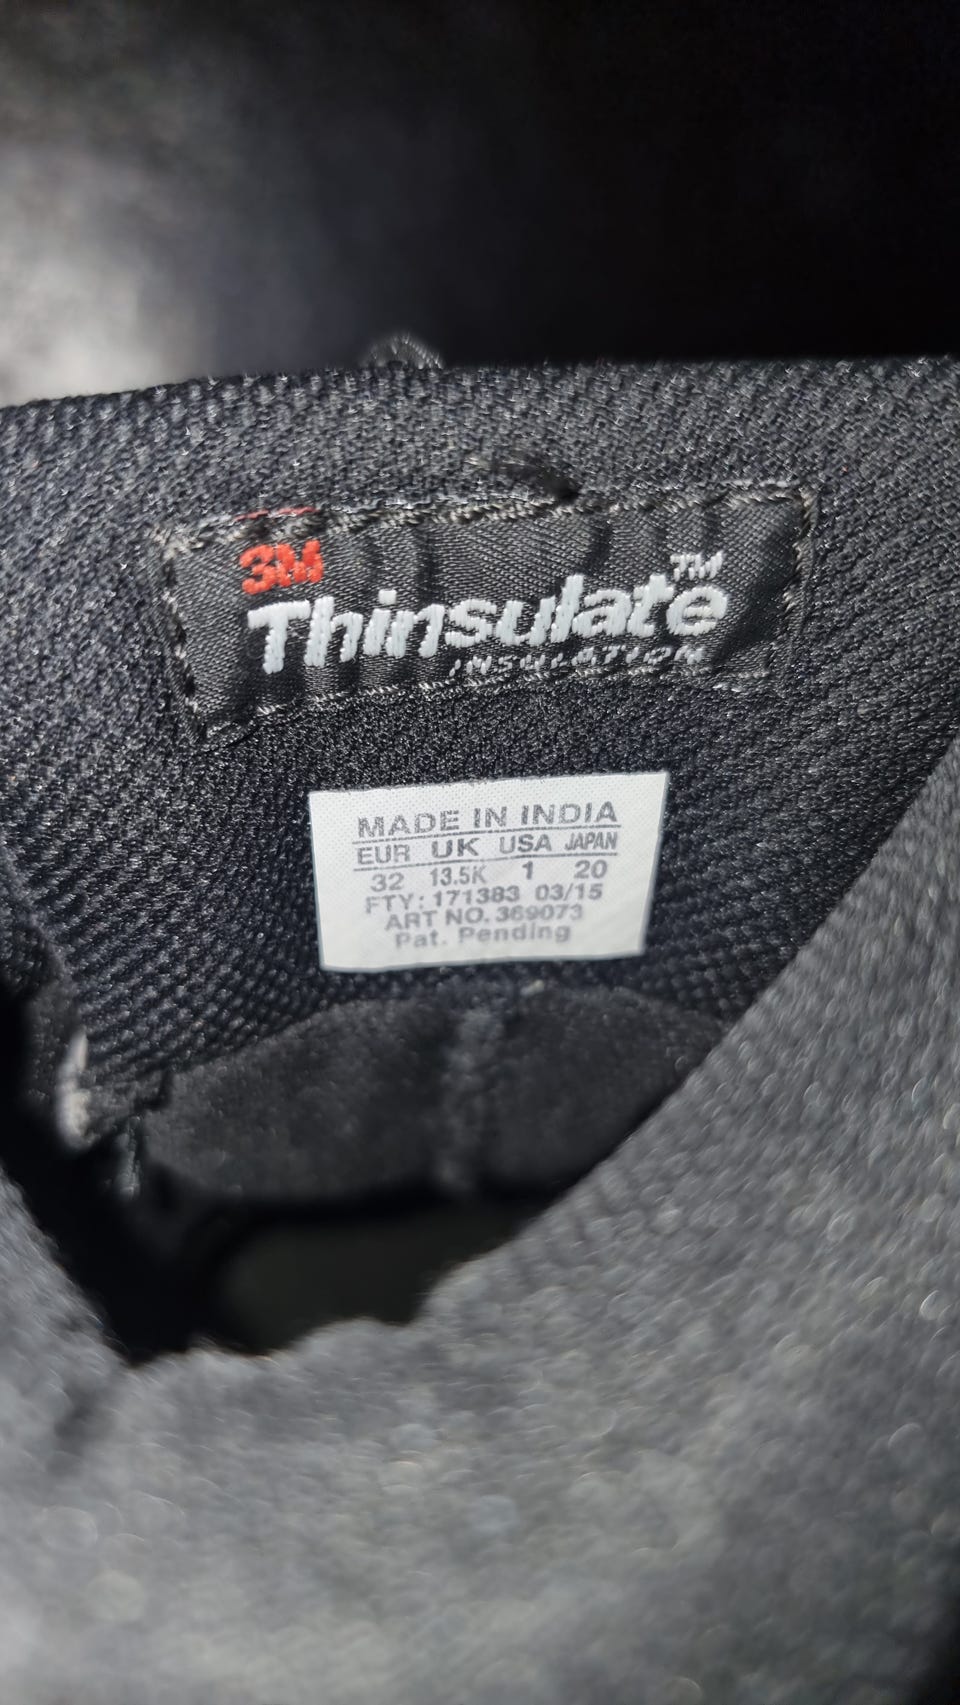 3M
Thinsulate™
INSULATION
MADE IN INDIA
EUR UK USA JAPAN
32 13.5K 1 20
FTY: 171383 03/15
ART NO. 369073
Pat. Pending